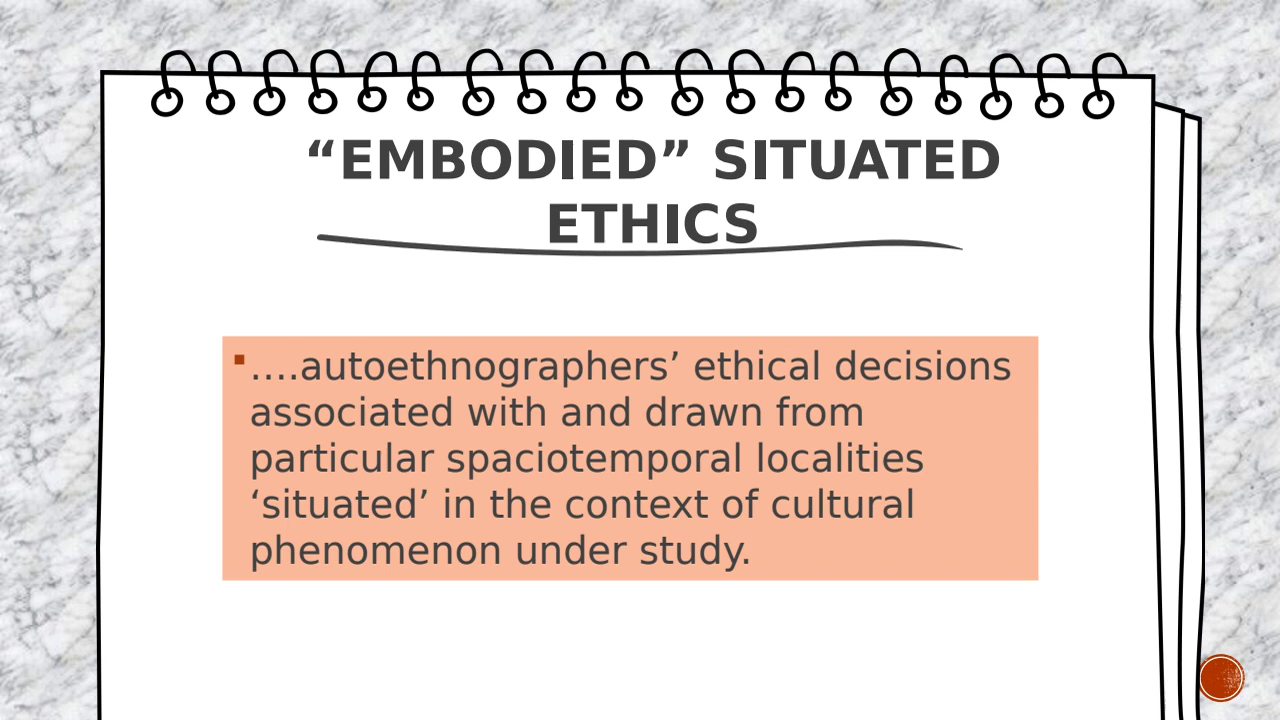 “EMBODIED” SITUATED
ETHICS
▪….autoethnographers’ ethical decisions
associated with and drawn from
particular spaciotemporal localities
‘situated’ in the context of cultural
phenomenon under study.